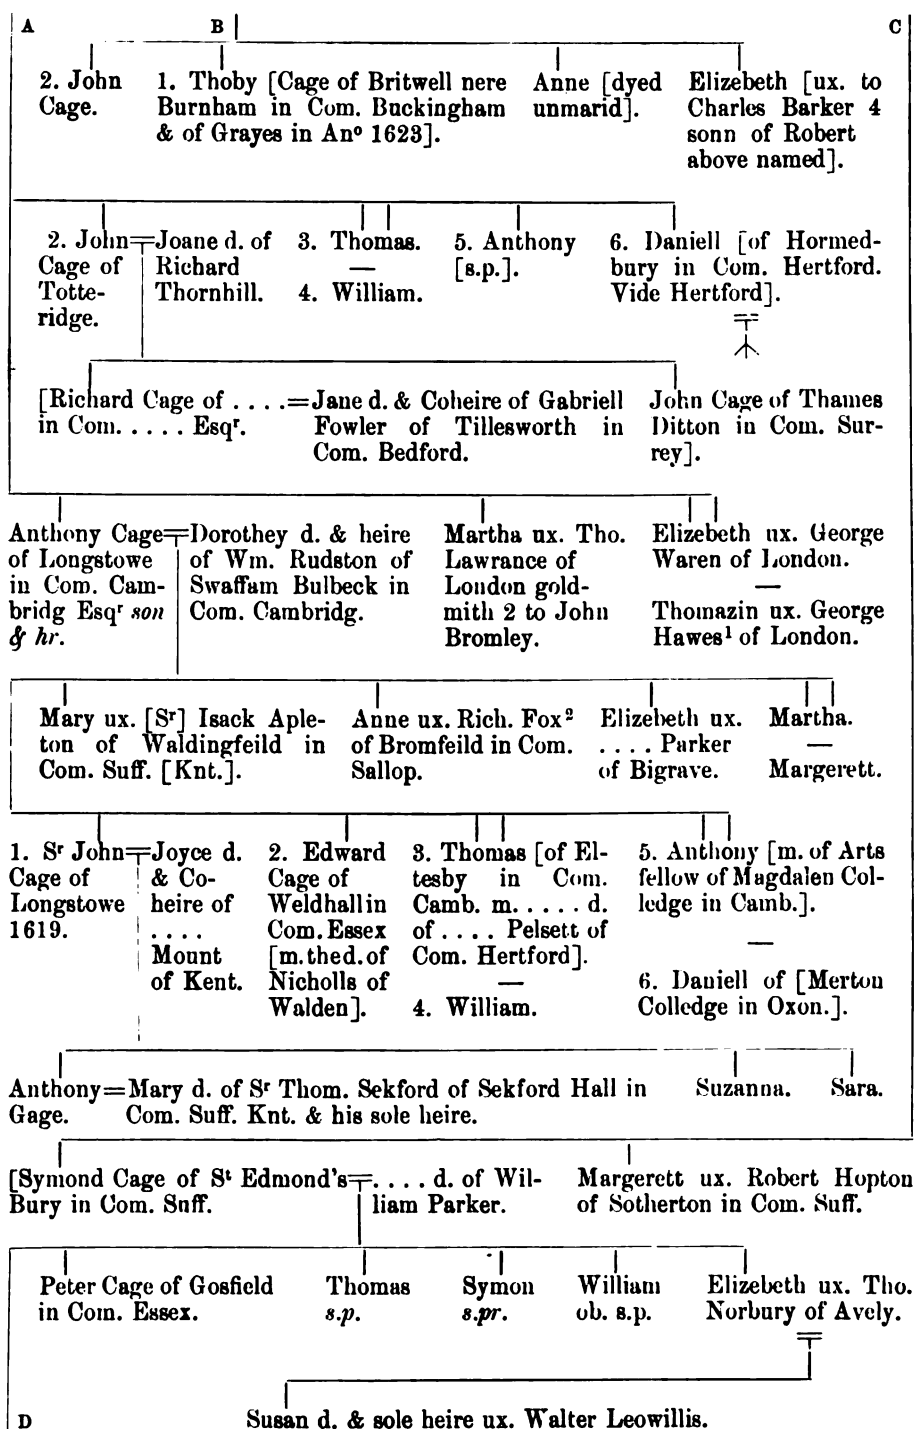 A B C
2. John
Cage.
1. Thoby [Cage of Britwell nere
Burnham in Com. Buckingham
& of Grayes in Anº 1623].
Anne [dyed
unmarid].
Elizebeth [ux. to
Charles Barker 4
sonn of Robert
above named].
2. John
Cage of
Totte-
ridge.
Joane d. of
Richard
Thornhill.
3. Thomas.
—
4. William.
5. Anthony
[s.p.].
6. Daniell [of Hormed-
bury in Com. Hertford.
Vide Hertford].
[Richard Cage of . . . .=
in Com. . . . . Esqʳ.
Jane d. & Coheire of Gabriell
Fowler of Tillesworth in
Com. Bedford.
John Cage of Thames
Ditton in Com. Sur-
rey].
Anthony Cage
of Longstowe
in Com. Cam-
bridg Esqʳ son
& hr.
Dorothey d. & heire
of Wm. Rudston of
Swaffam Bulbeck in
Com. Cambridg.
Martha ux. Tho.
Lawrance of
London gold-
mith 2 to John
Bromley.
Elizebeth ux. George
Waren of London.
—
Thomazin ux. George
Hawes¹ of London.
Mary ux. [Sʳ] Isack Aple-
ton of Waldingfeild in
Com. Suff. [Knt.].
Anne ux. Rich. Fox²
of Bromfeild in Com.
Sallop.
Elizebeth ux.
. . . . Parker
of Bigrave.
Martha.
—
Margerett.
1. Sʳ John
Cage of
Longstowe
1619.
Joyce d.
& Co-
heire of
. . . .
Mount
of Kent.
2. Edward
Cage of
Weldhall in
Com. Essex
[m. the d. of
Nicholls of
Walden].
3. Thomas [of El-
tesby in Com.
Camb. m. . . . . d.
of . . . . Pelsett of
Com. Hertford].
—
4. William.
5. Anthony [m. of Arts
fellow of Magdalen Col-
ledge in Camb.].
—
6. Daniell of [Merton
Colledge in Oxon.].
Anthony=
Gage.
Mary d. of Sʳ Thom. Sekford of Sekford Hall in
Com. Suff. Knt. & his sole heire.
Suzanna.
Sara.
[Symond Cage of Sᵗ Edmond's
Bury in Com. Suff.
. . . . d. of Wil-
liam Parker.
Margerett ux. Robert Hopton
of Sotherton in Com. Suff.
Peter Cage of Gosfield
in Com. Essex.
Thomas
s.p.
Symon
s.pr.
William
ob. s.p.
Elizebeth ux. Tho.
Norbury of Avely.
D
Susan d. & sole heire ux. Walter Leowillis.